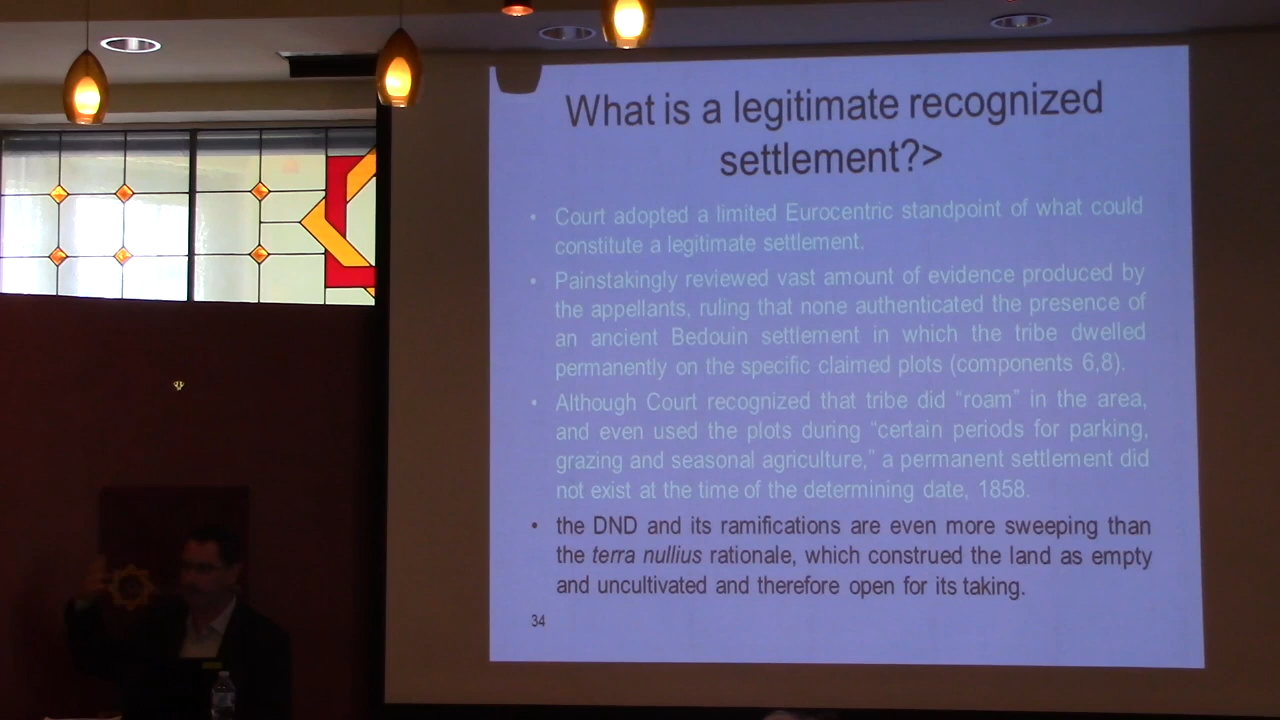 What is a legitimate recognized
settlement?>
• Court adopted a limited Eurocentric standpoint of what could
constitute a legitimate settlement.
• Painstakingly reviewed vast amount of evidence produced by
the appellants, ruling that none authenticated the presence of
an ancient Bedouin settlement in which the tribe dwelled
permanently on the specific claimed plots (components 6,8).
• Although Court recognized that tribe did “roam” in the area,
and even used the plots during “certain periods for parking,
grazing and seasonal agriculture,” a permanent settlement did
not exist at the time of the determining date, 1858.
• the DND and its ramifications are even more sweeping than
the terra nullius rationale, which construed the land as empty
and uncultivated and therefore open for its taking.
34